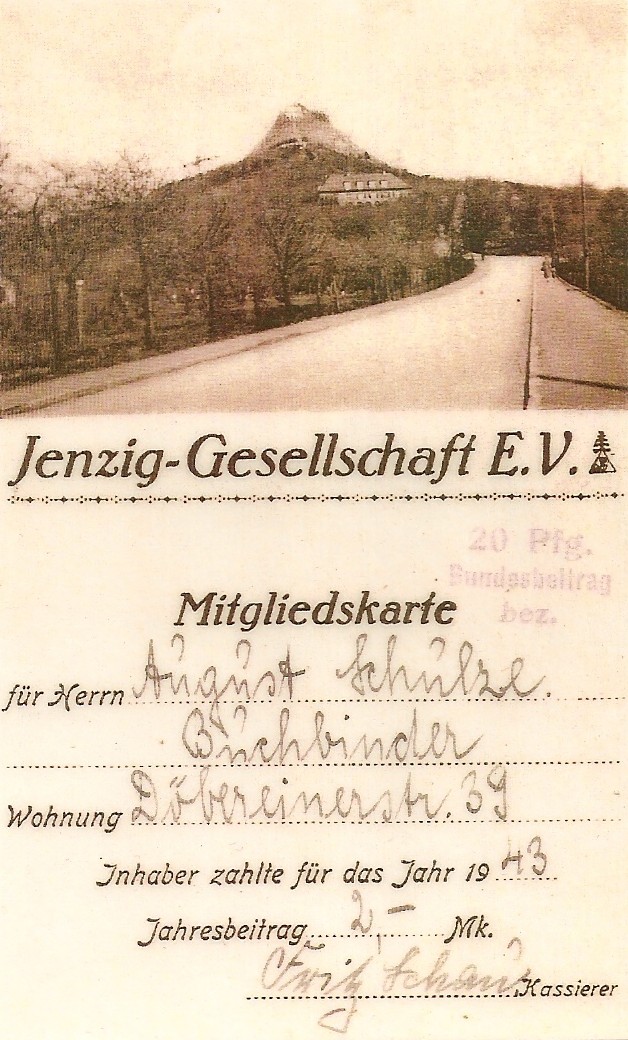 Jenzig-Gesellschaft E.V.
20 Pfg.
Bundesbeitrag
bez.
Mitgliedskarte
für Herrn August Schulze.
Buchbinder
Wohnung Döbereinerstr. 39
Inhaber zahlte für das Jahr 1943
Jahresbeitrag 2,- Mk.
Fritz Kassierer